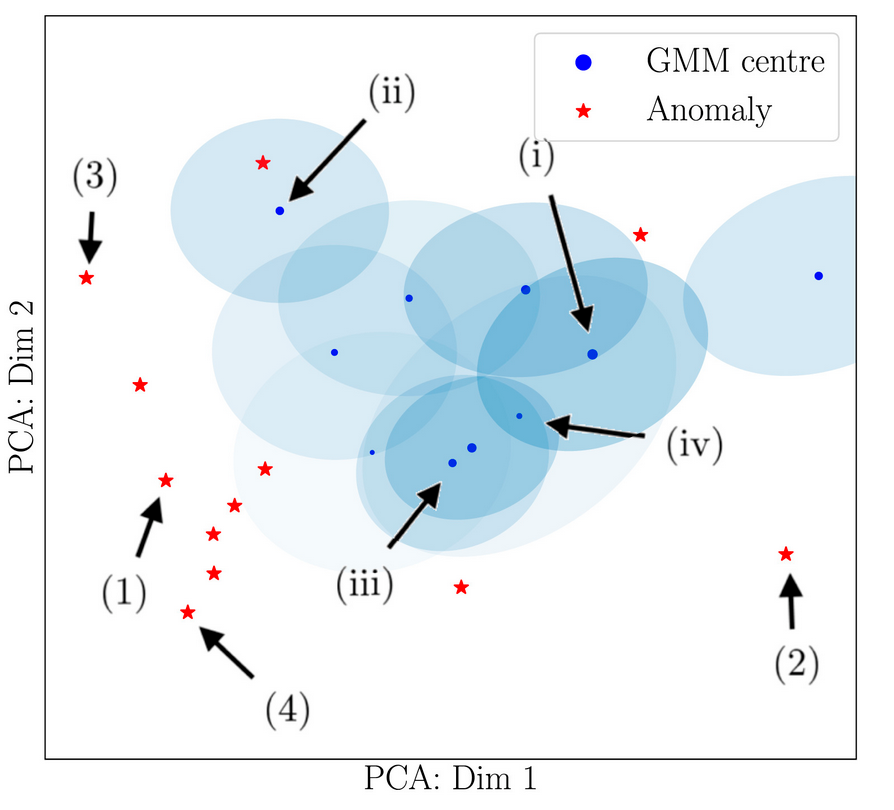 GMM centre
Anomaly
(ii)
(i)
(3)
(iv)
(iii)
(1)
(2)
(4)
PCA: Dim 2
PCA: Dim 1